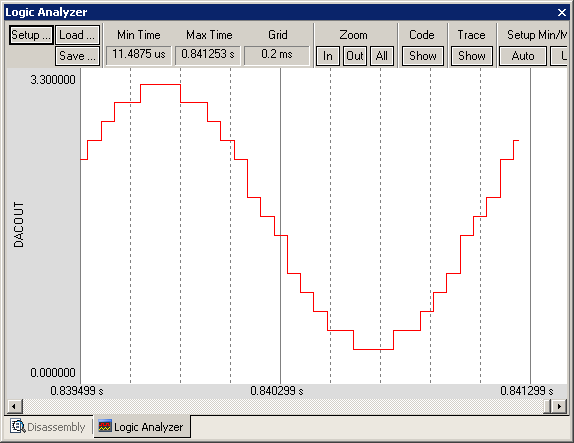 Logic Analyzer
Setup ... Load ... Min Time Max Time Grid Zoom Code Trace Setup Min/M
Save ... 11.4875 us 0.841253 s 0.2 ms In Out All Show Show Auto U
3.300000
DACOUT
0.000000
0.839499 s 0.840299 s 0.841299 s
Disassembly Logic Analyzer